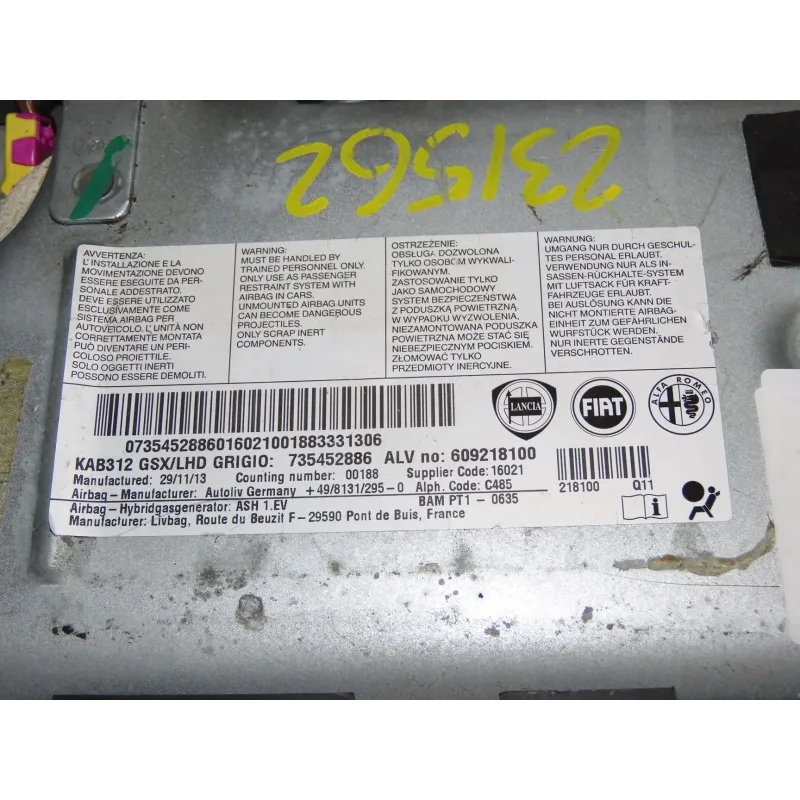 231562
AVVERTENZA:
L' INSTALLAZIONE E LA
MOVIMENTAZIONE DEVONO
ESSERE ESEGUITE DA PER-
SONALE ADDESTRATO.
DEVE ESSERE UTILIZZATO
ESCLUSIVAMENTE COME
SISTEMA AIRBAG PER
AUTOVEICOLO. L'UNITÀ NON
CORRETTAMENTE MONTATA
PUÒ DIVENTARE UN PERI-
COLOSO PROIETTILE.
SOLO OGGETTI INERTI
POSSONO ESSERE DEMOLITI.
WARNING:
MUST BE HANDLED BY
TRAINED PERSONNEL ONLY.
ONLY USE AS PASSENGER
RESTRAINT SYSTEM WITH
AIRBAG IN CARS.
UNMOUNTED AIRBAG UNITS
CAN BECOME DANGEROUS
PROJECTILES.
ONLY SCRAP INERT
COMPONENTS.
OSTRZEŻENIE:
OBSŁUGA DOZWOLONA
TYLKO OSOBOM WYKWALI-
FIKOWANYM.
ZASTOSOWANIE TYLKO
JAKO SAMOCHODOWY
SYSTEM BEZPIECZEŃSTWA
Z PODUSZKĄ POWIETRZNĄ.
W WYPADKU WYZWOLENIA,
NIEZAMONTOWANA PODUSZKA
POWIETRZNA MOŻE STAĆ SIĘ
NIEBEZPIECZNYM POCISKIEM.
ZŁOMOWAĆ TYLKO
PRZEDMIOTY INERCYJNE.
WARNUNG:
UMGANG NUR DURCH GESCHUL-
TES PERSONAL ERLAUBT.
VERWENDUNG NUR ALS IN-
SASSEN-RÜCKHALTE-SYSTEM
MIT LUFTSACK FÜR KRAFT-
FAHRZEUGE ERLAUBT.
BEI AUSLÖSUNG KANN DIE
NICHT MONTIERTE AIRBAG-
EINHEIT ZUM GEFÄHRLICHEN
WURFSTÜCK WERDEN.
NUR INERTE GEGENSTÄNDE
VERSCHROTTEN.
LANCIA
FIAT
ALFA ROMEO
0735452886016021001883331306
KAB312 GSX/LHD GRIGIO: 735452886 ALV no: 609218100
Manufactured: 29/11/13 Counting number: 00188 Supplier Code: 16021
Airbag-Manufacturer: Autoliv Germany +49/8131/295-0 Alph. Code: C485
218100 Q11
Airbag-Hybridgasgenerator: ASH 1.EV BAM PT1-0635
Manufacturer: Livbag, Route du Beuzit F-29590 Pont de Buis, France
i